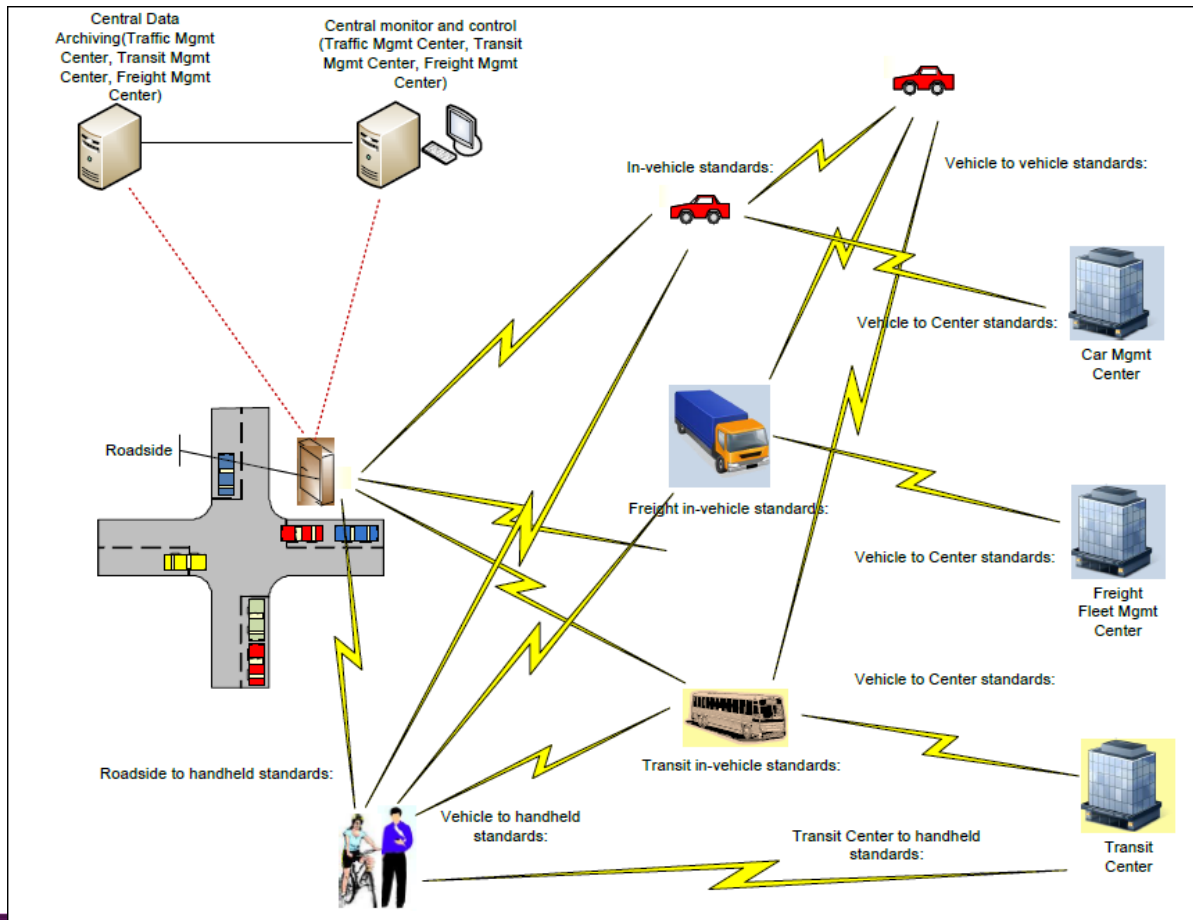 Central Data
Archiving(Traffic Mgmt
Center, Transit Mgmt
Center, Freight Mgmt
Center)
Central monitor and control
(Traffic Mgmt Center, Transit
Mgmt Center, Freight Mgmt
Center)
In-vehicle standards:
Vehicle to vehicle standards:
Vehicle to Center standards:
Car Mgmt
Center
Roadside
Freight in-vehicle standards:
Vehicle to Center standards:
Freight
Fleet Mgmt
Center
Vehicle to Center standards:
Transit in-vehicle standards:
Roadside to handheld standards:
Vehicle to handheld
standards:
Transit Center to handheld
standards:
Transit
Center